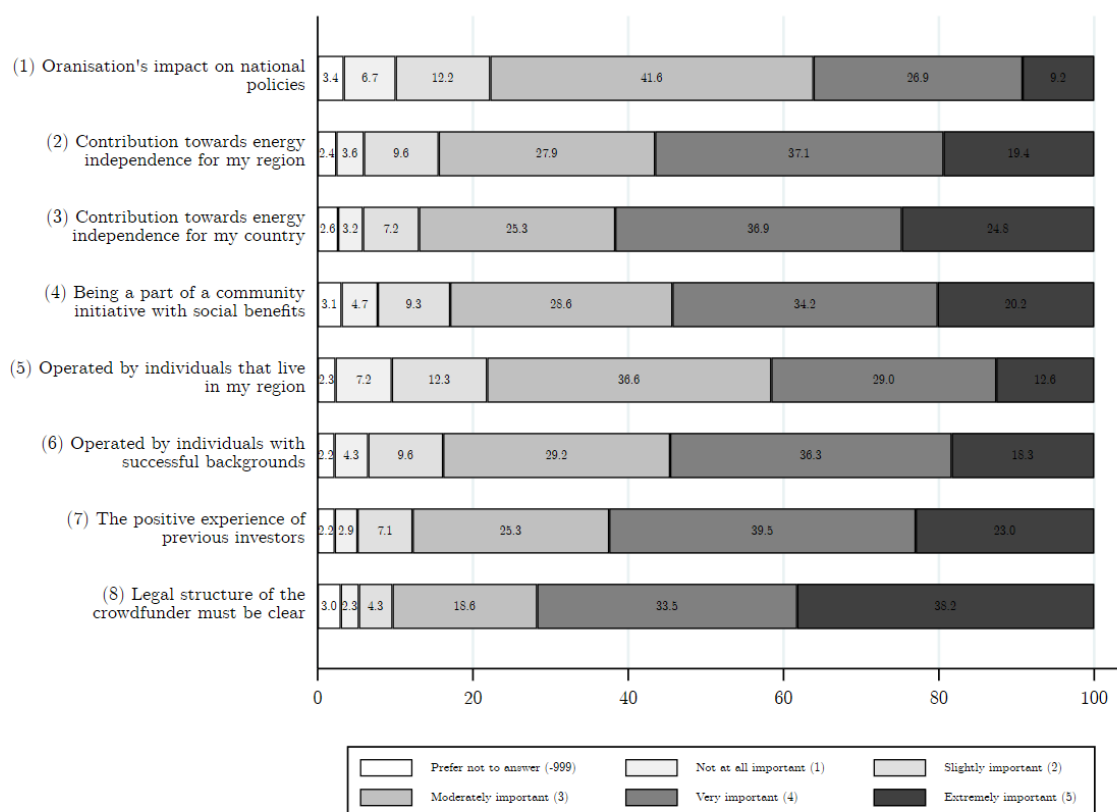 (1) Oranisation's impact on national
policies
3.4 6.7 12.2 41.6 26.9 9.2
(2) Contribution towards energy
independence for my region
2.4 3.6 9.6 27.9 37.1 19.4
(3) Contribution towards energy
independence for my country
2.6 3.2 7.2 25.3 36.9 24.8
(4) Being a part of a community
initiative with social benefits
3.1 4.7 9.3 28.6 34.2 20.2
(5) Operated by individuals that live
in my region
2.3 7.2 12.3 36.6 29.0 12.6
(6) Operated by individuals with
successful backgrounds
2.2 4.3 9.6 29.2 36.3 18.3
(7) The positive experience of
previous investors
2.2 2.9 7.1 25.3 39.5 23.0
(8) Legal structure of the
crowdfunder must be clear
3.0 2.3 4.3 18.6 33.5 38.2
0 20 40 60 80 100
Prefer not to answer (-999) Not at all important (1) Slightly important (2)
Moderately important (3) Very important (4) Extremely important (5)